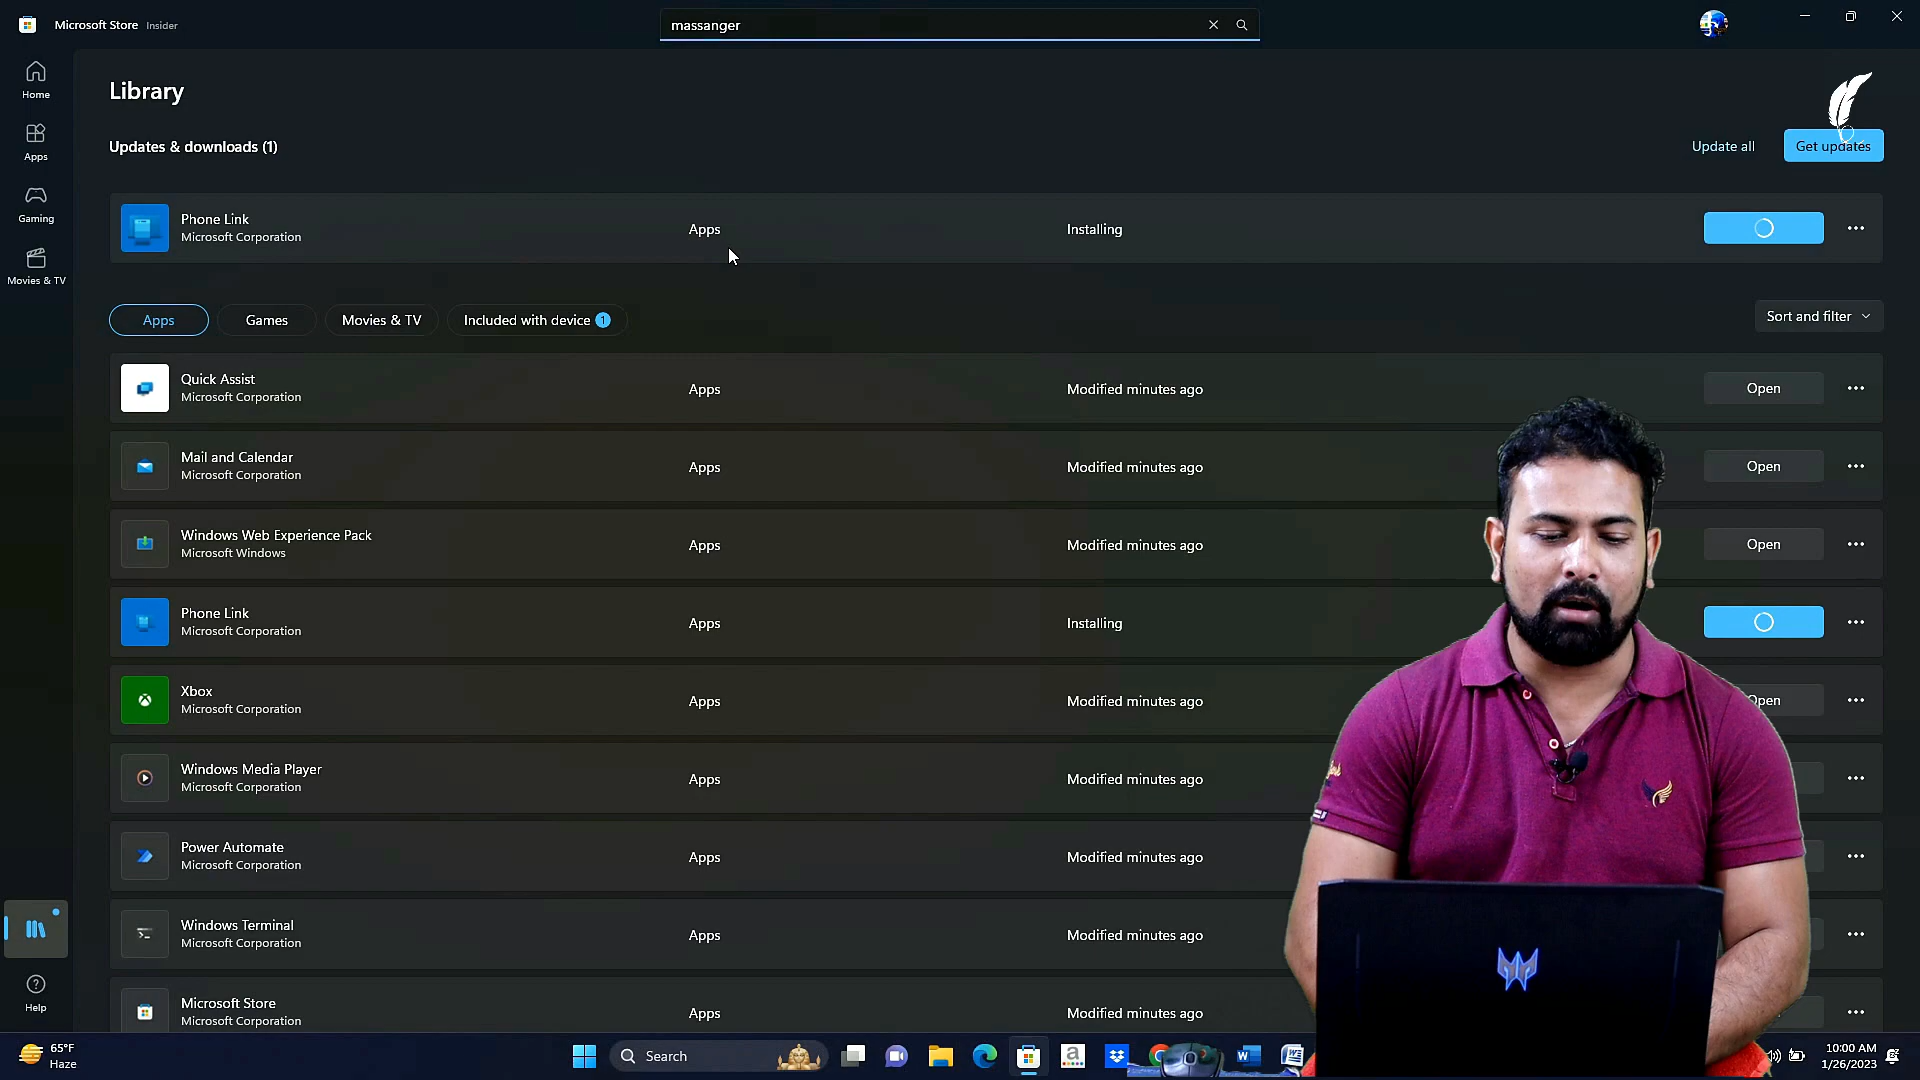 Microsoft Store Insider
massanger
Home
Apps
Gaming
Movies & TV
Help
Library
Updates & downloads (1)
Update all
Get updates
Phone Link
Microsoft Corporation
Apps
Installing
Apps
Games
Movies & TV
Included with device 1
Sort and filter
Quick Assist
Microsoft Corporation
Apps
Modified minutes ago
Open
Mail and Calendar
Microsoft Corporation
Apps
Modified minutes ago
Open
Windows Web Experience Pack
Microsoft Windows
Apps
Modified minutes ago
Open
Phone Link
Microsoft Corporation
Apps
Installing
Xbox
Microsoft Corporation
Apps
Modified minutes ago
Open
Windows Media Player
Microsoft Corporation
Apps
Modified minutes ago
Power Automate
Microsoft Corporation
Apps
Modified minutes ago
Windows Terminal
Microsoft Corporation
Apps
Modified minutes ago
Microsoft Store
Microsoft Corporation
Apps
Modified minutes ago
65°F
Haze
Search
10:00 AM
1/26/2023